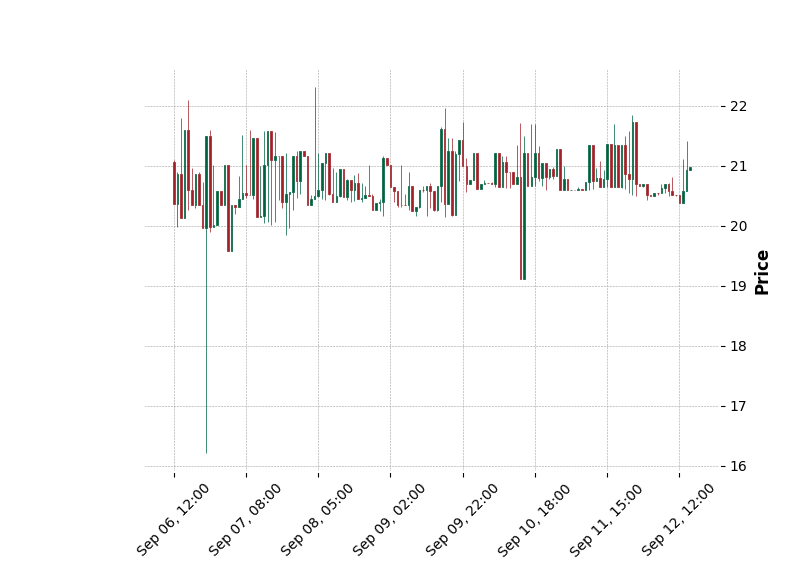 22
21
20
19
18
17
16
Price
Sep 06, 12:00
Sep 07, 08:00
Sep 08, 05:00
Sep 09, 02:00
Sep 09, 22:00
Sep 10, 18:00
Sep 11, 15:00
Sep 12, 12:00